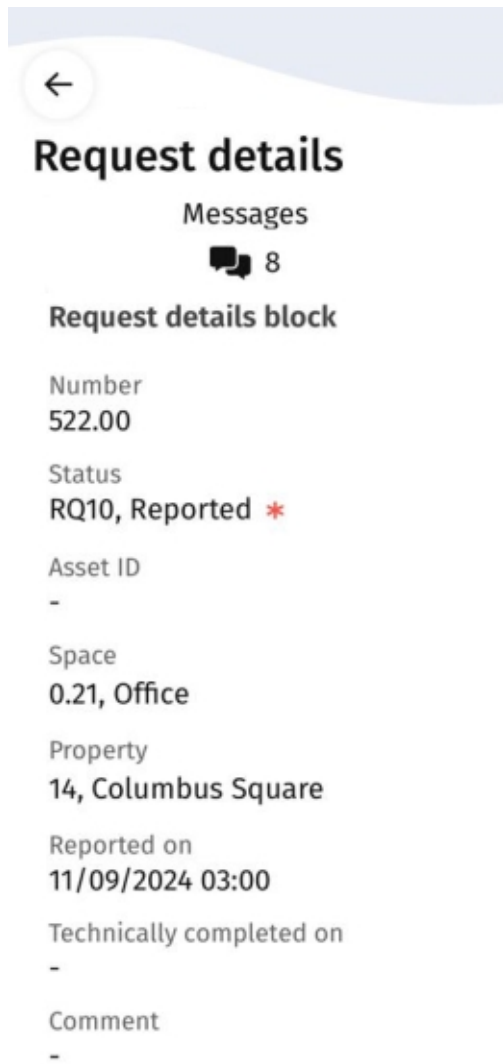 Request details
Messages
8
Request details block
Number
522.00
Status
RQ10, Reported *
Asset ID
-
Space
0.21, Office
Property
14, Columbus Square
Reported on
11/09/2024 03:00
Technically completed on
-
Comment
-